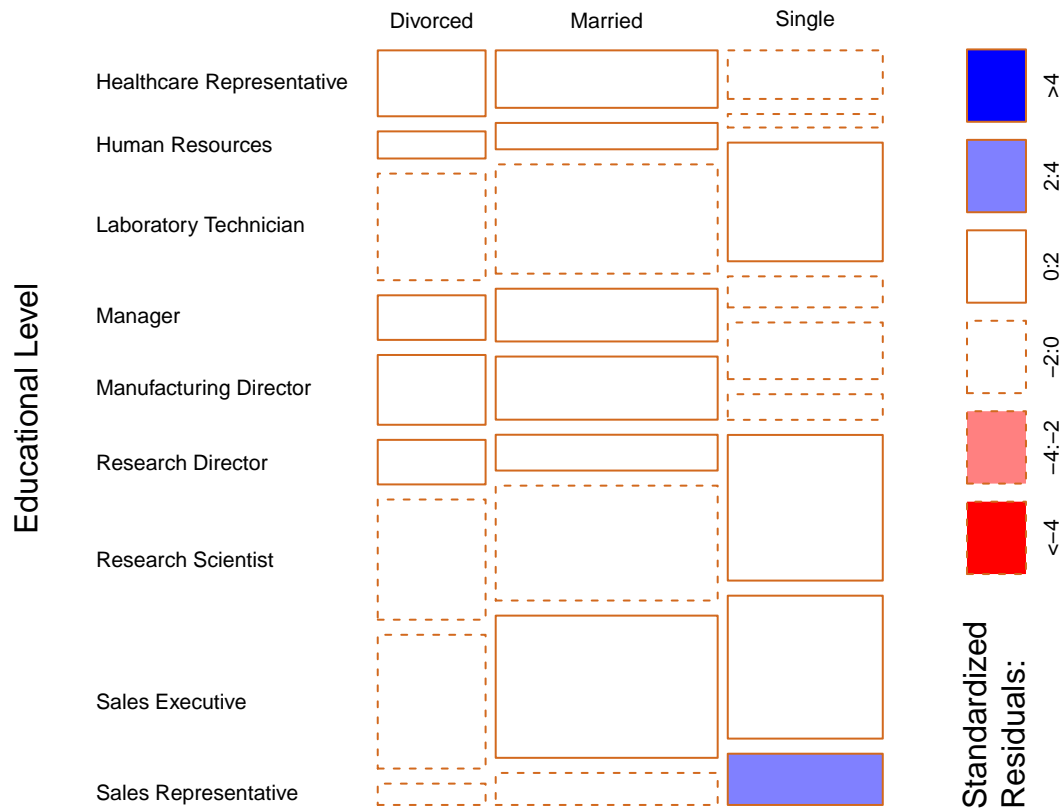 Divorced Married Single
Healthcare Representative
Human Resources
Laboratory Technician
Manager
Manufacturing Director
Research Director
Research Scientist
Sales Executive
Sales Representative
Educational Level
>4
2:4
0:2
−2:0
−4:−2
<−4
Standardized
Residuals: